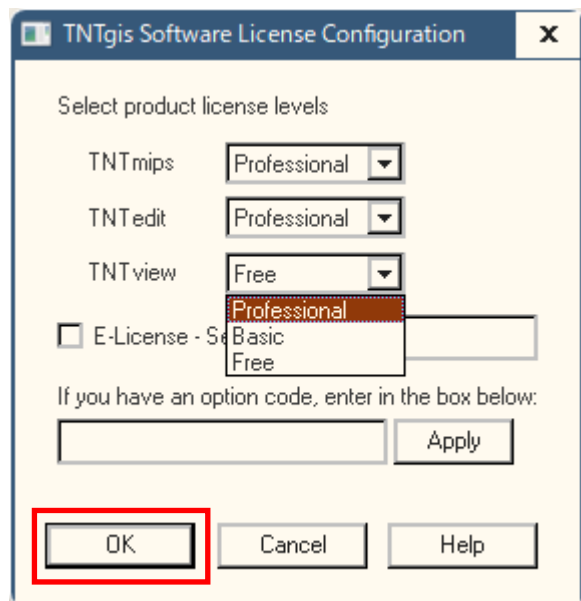 TNTgis Software License Configuration
Select product license levels
TNTmips Professional
TNTedit Professional
TNTview Free
Professional
Basic
Free
E-License - Se
If you have an option code, enter in the box below:
Apply
OK Cancel Help